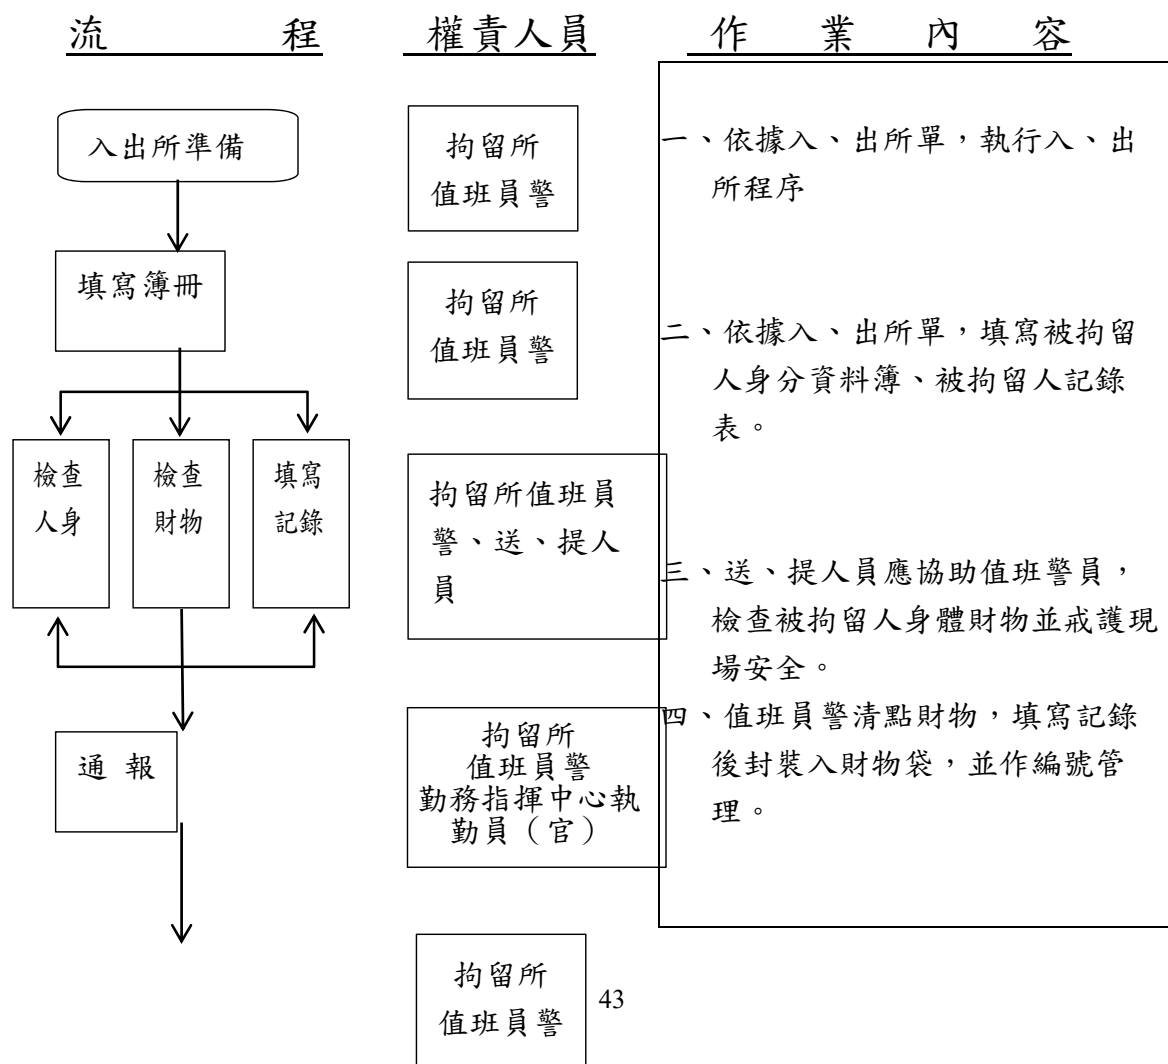 流程 權責人員 作業內容
入出所準備
拘留所
值班員警
一、依據入、出所單，執行入、出
所程序
填寫簿冊
拘留所
值班員警
二、依據入、出所單，填寫被拘留
人身分資料簿、被拘留人記錄
表。
檢查
人身
檢查
財物
填寫
記錄
拘留所值班員
警、送、提人
員
三、送、提人員應協助值班警員，
檢查被拘留人身體財物並戒護現
場安全。
四、值班員警清點財物，填寫記錄
後封裝入財物袋，並作編號管
理。
通報
拘留所
值班員警
勤務指揮中心執
勤員（官）
拘留所
值班員警
43